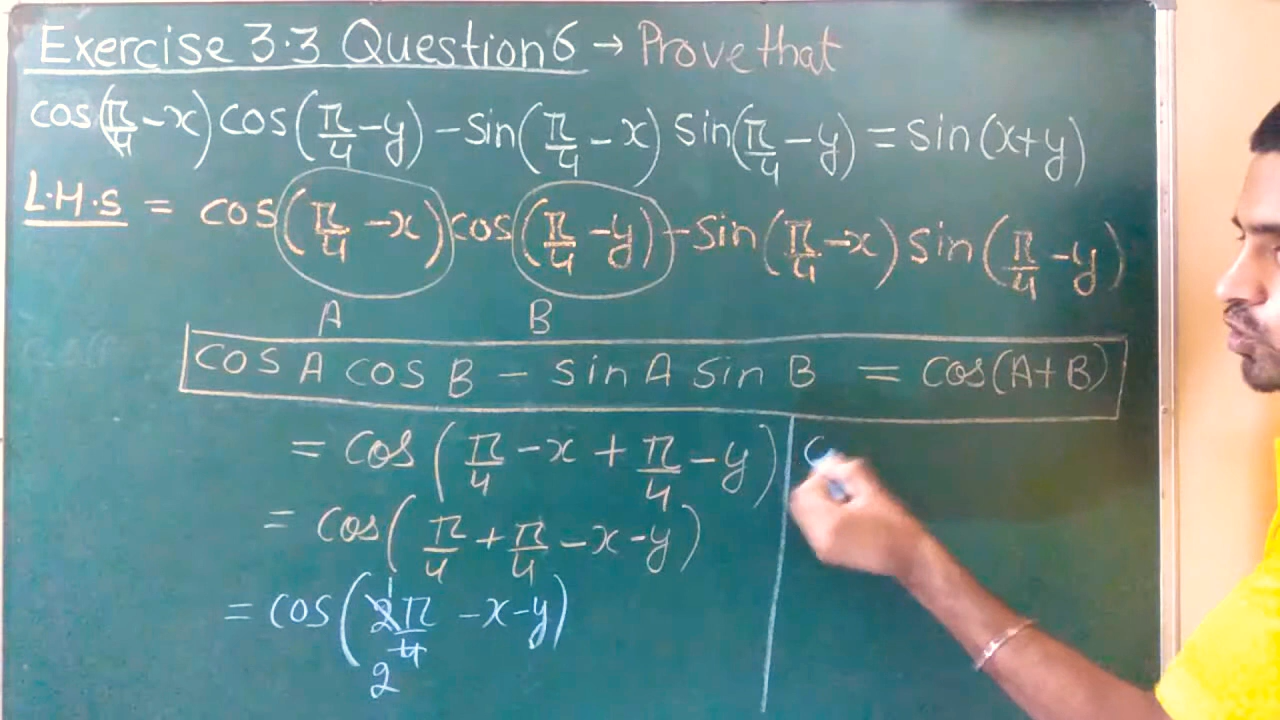 Exercise 3.3 Question 6 → Prove that
cos(π/4 - x) cos(π/4 - y) - sin(π/4 - x) sin(π/4 - y) = sin(x + y)
L.H.S = cos(π/4 - x) cos(π/4 - y) - sin(π/4 - x) sin(π/4 - y)
A B
cos A cos B - sin A sin B = cos(A + B)
= cos(π/4 - x + π/4 - y)
= cos(π/4 + π/4 - x - y)
= cos(2π/4 - x - y)
1
2